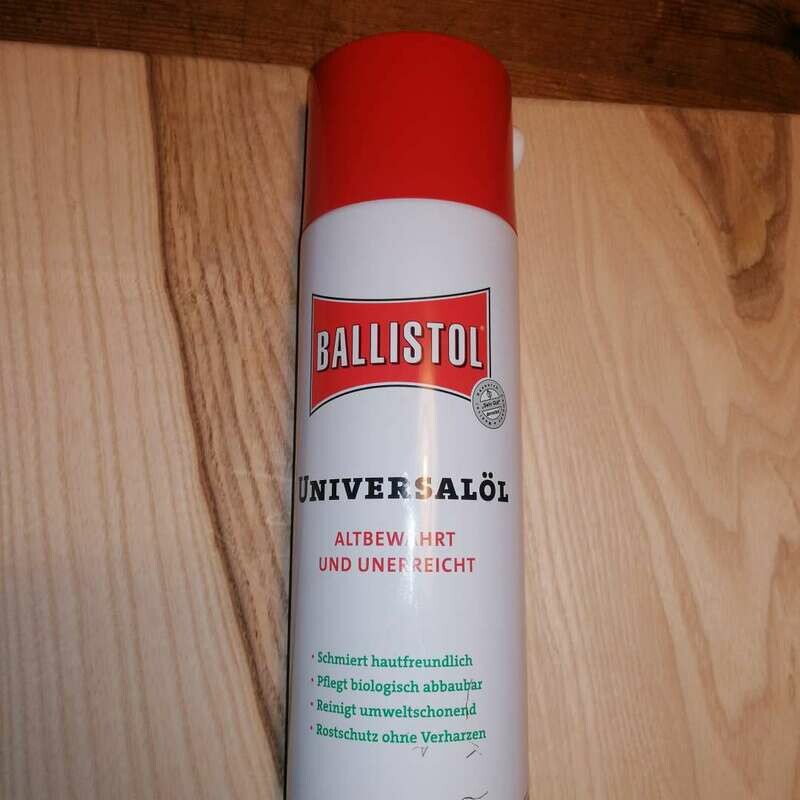 BALLISTOL
UNIVERSALÖL
ALTBEWÄHRT
UND UNERREICHT
• Schmiert hautfreundlich
• Pflegt biologisch abbaubar
• Reinigt umweltschonend
• Rostschutz ohne Verharzen